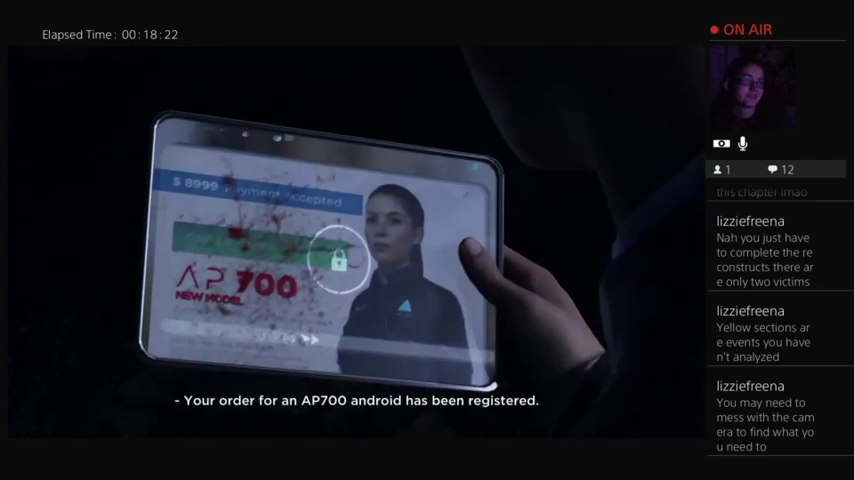 Elapsed Time: 00:18:22
ON AIR
$ 8999 Payment accepted
AP 700
NEW MODEL
- Your order for an AP700 android has been registered.
1
12
this chapter lmao
lizziefreena
Nah you just have
to complete the re
constructs there ar
e only two victims
lizziefreena
Yellow sections ar
e events you have
n't analyzed
lizziefreena
You may need to
mess with the cam
era to find what yo
u need to